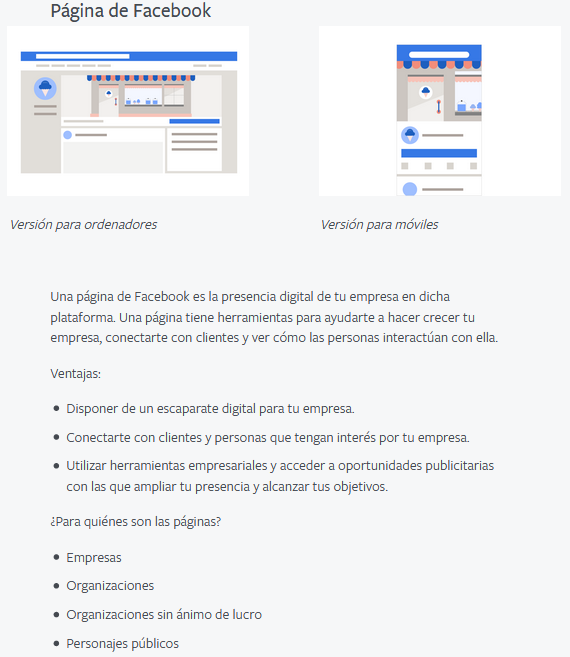 Página de Facebook
Versión para ordenadores
Versión para móviles
Una página de Facebook es la presencia digital de tu empresa en dicha
plataforma. Una página tiene herramientas para ayudarte a hacer crecer tu
empresa, conectarte con clientes y ver cómo las personas interactúan con ella.
Ventajas:
• Disponer de un escaparate digital para tu empresa.
• Conectarte con clientes y personas que tengan interés por tu empresa.
• Utilizar herramientas empresariales y acceder a oportunidades publicitarias
con las que ampliar tu presencia y alcanzar tus objetivos.
¿Para quiénes son las páginas?
• Empresas
• Organizaciones
• Organizaciones sin ánimo de lucro
• Personajes públicos